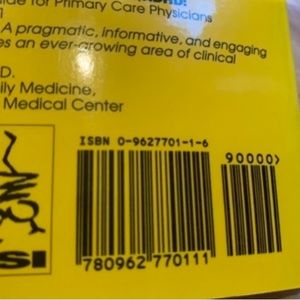 ide for Primary Care Physicians
1
A pragmatic, informative, and engaging
es an ever-growing area of clinical
D.
ily Medicine,
Medical Center
ISBN 0-9627701-1-6
90000>
SI
780962 770111